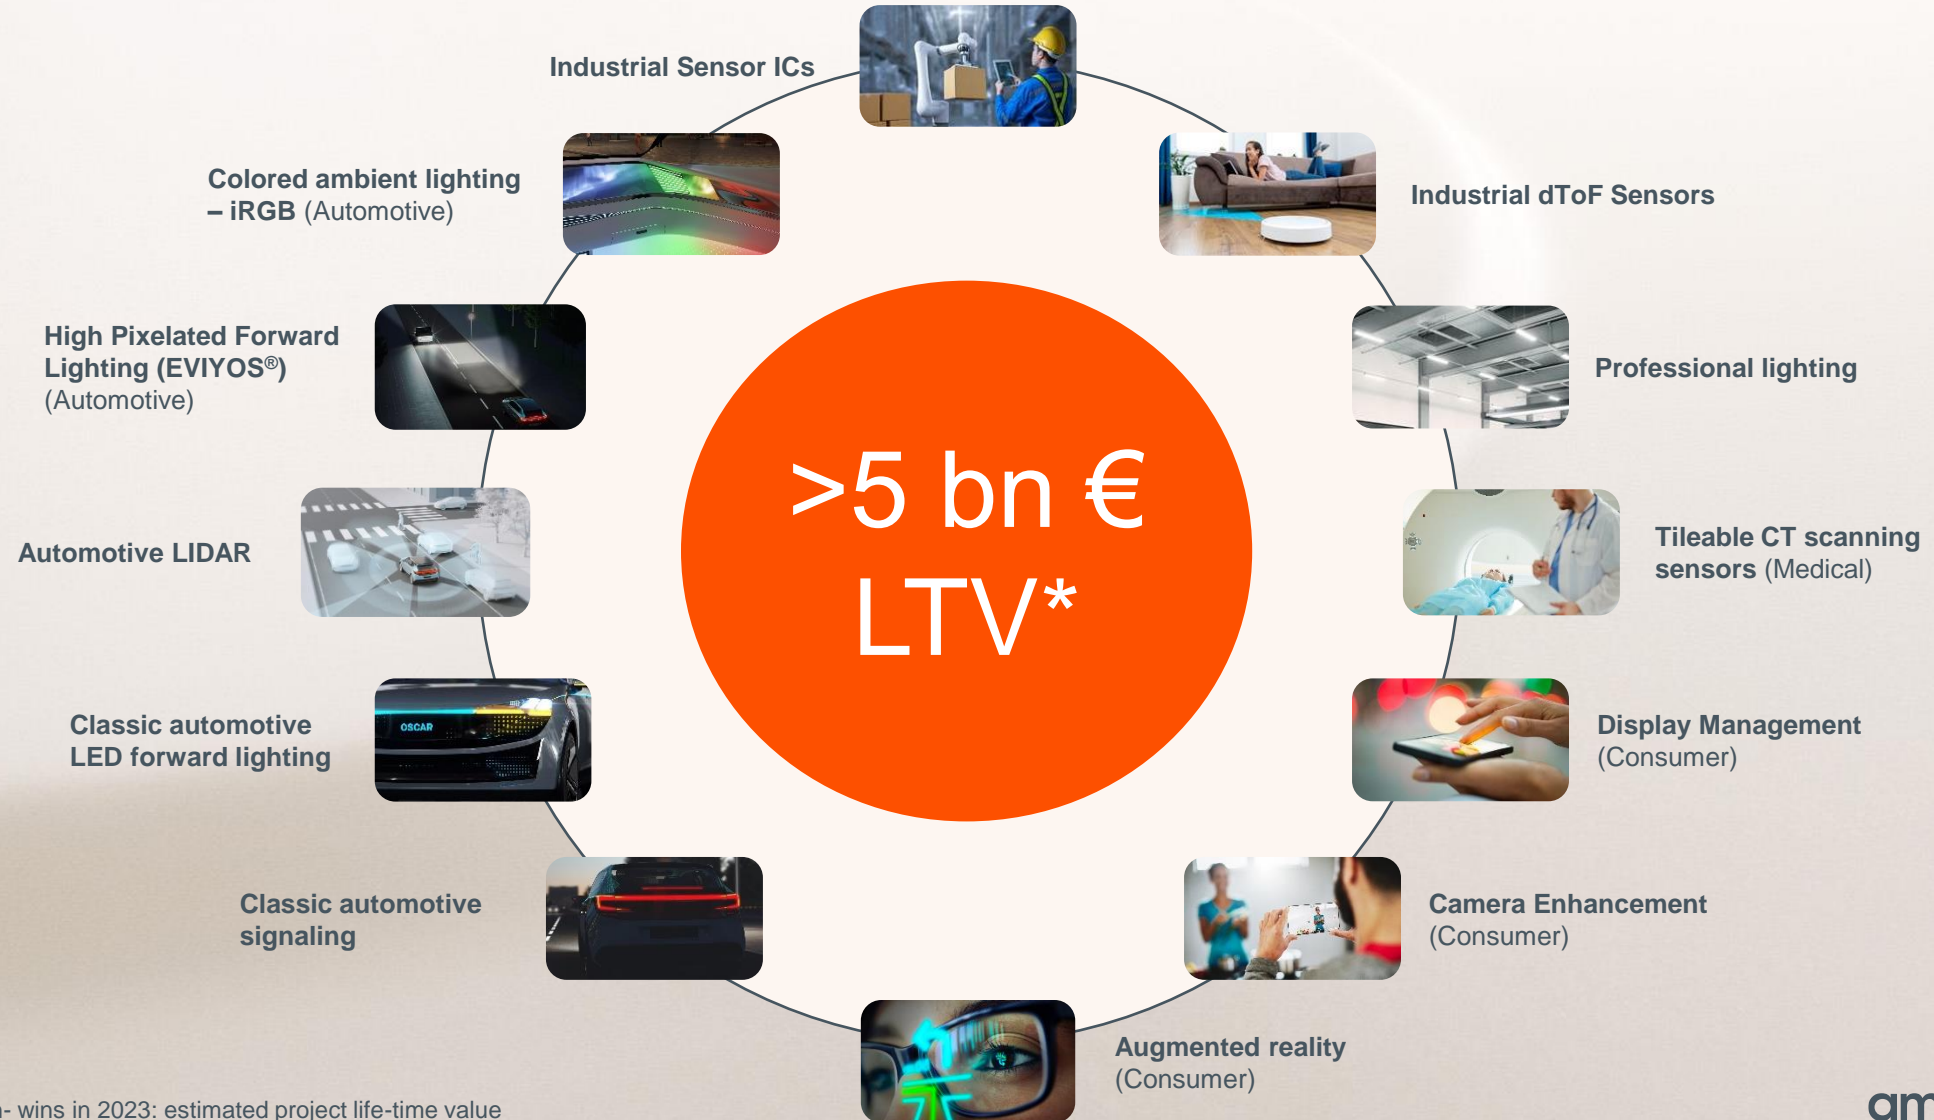 Industrial Sensor ICs
Colored ambient lighting
– iRGB (Automotive)
Industrial dToF Sensors
High Pixelated Forward
Lighting (EVIYOS®)
(Automotive)
Professional lighting
>5 bn €
LTV*
Automotive LIDAR
Tileable CT scanning
sensors (Medical)
Classic automotive
LED forward lighting
OSCAR
Display Management
(Consumer)
Classic automotive
signaling
Camera Enhancement
(Consumer)
Augmented reality
(Consumer)
- wins in 2023: estimated project life-time value